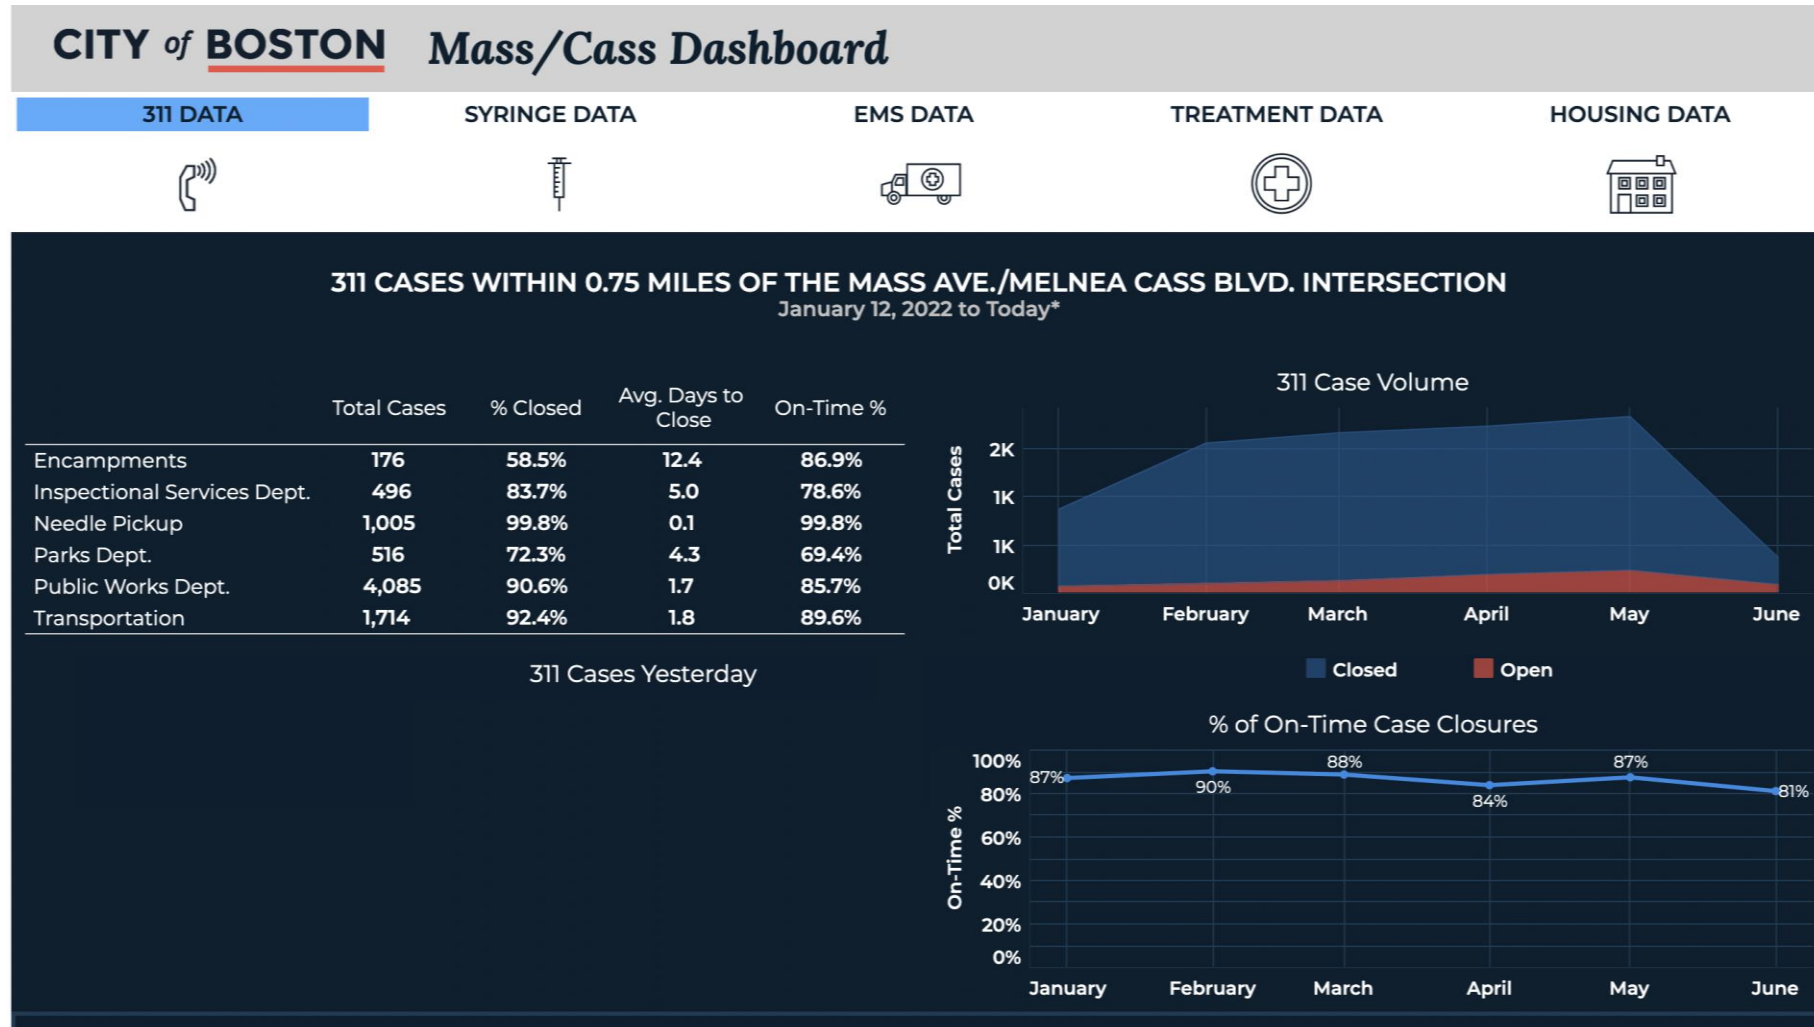 CITY of BOSTON Mass/Cass Dashboard
311 DATA SYRINGE DATA EMS DATA TREATMENT DATA HOUSING DATA
311 CASES WITHIN 0.75 MILES OF THE MASS AVE./MELNEA CASS BLVD. INTERSECTION
January 12, 2022 to Today*
Total Cases % Closed Avg. Days to Close On-Time %
Encampments 176 58.5% 12.4 86.9%
Inspectional Services Dept. 496 83.7% 5.0 78.6%
Needle Pickup 1,005 99.8% 0.1 99.8%
Parks Dept. 516 72.3% 4.3 69.4%
Public Works Dept. 4,085 90.6% 1.7 85.7%
Transportation 1,714 92.4% 1.8 89.6%
311 Cases Yesterday
311 Case Volume
Total Cases
2K
1K
1K
0K
January February March April May June
Closed Open
% of On-Time Case Closures
On-Time %
100%
80%
60%
40%
20%
0%
87% 90% 88% 84% 87% 81%
January February March April May June